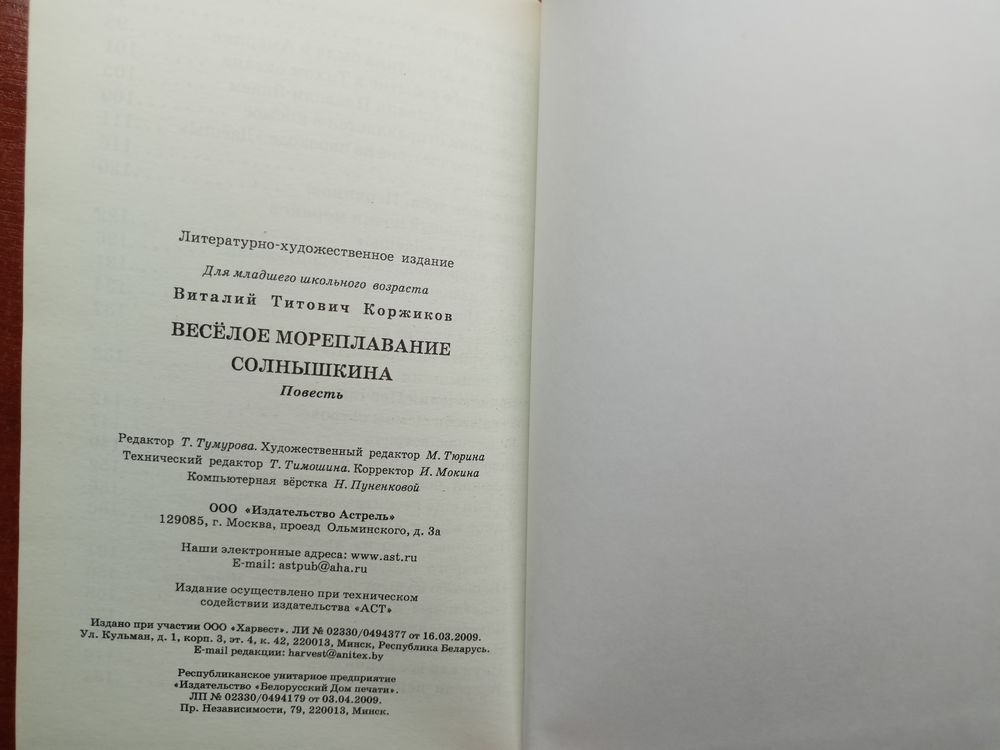 Литературно-художественное издание
Для младшего школьного возраста
Виталий Титович Коржиков
ВЕСЁЛОЕ МОРЕПЛАВАНИЕ
СОЛНЫШКИНА
Повесть
Редактор Т. Тумурова. Художественный редактор М. Тюрина
Технический редактор Т. Тимошина. Корректор И. Мокина
Компьютерная вёрстка Н. Пуненковой
ООО «Издательство Астрель»
129085, г. Москва, проезд Ольминского, д. 3а
Наши электронные адреса: www.ast.ru
E-mail: astpub@aha.ru
Издание осуществлено при техническом
содействии издательства «АСТ»
Издано при участии ООО «Харвест». ЛИ № 02330/0494377 от 16.03.2009.
Ул. Кульман, д. 1, корп. 3, эт. 4, к. 42, 220013, Минск, Республика Беларусь.
E-mail редакции: harvest@anitex.by
Республиканское унитарное предприятие
«Издательство «Белорусский Дом печати».
ЛП № 02330/0494179 от 03.04.2009.
Пр. Независимости, 79, 220013, Минск.